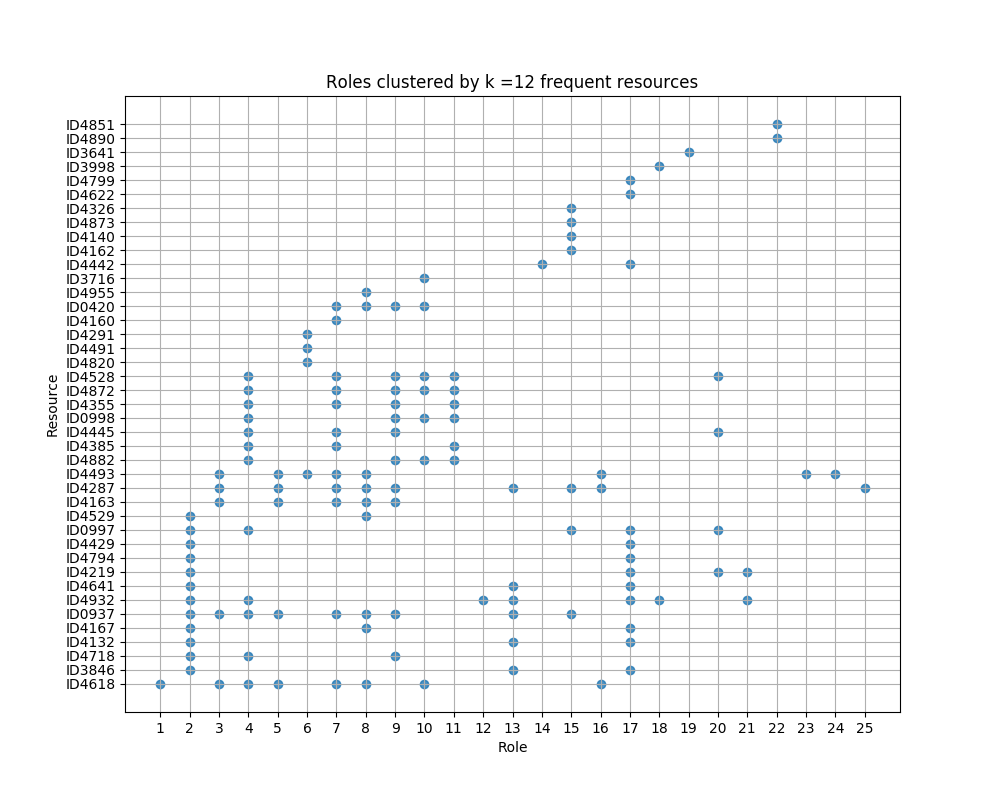 Roles clustered by k =12 frequent resources
ID4851
ID4890
ID3641
ID3998
ID4799
ID4622
ID4326
ID4873
ID4140
ID4162
ID4442
ID3716
ID4955
ID0420
ID4160
ID4291
ID4491
ID4820
ID4528
ID4872
ID4355
ID0998
ID4445
ID4385
ID4882
ID4493
ID4287
ID4163
ID4529
ID0997
ID4429
ID4794
ID4219
ID4641
ID4932
ID0937
ID4167
ID4132
ID4718
ID3846
ID4618
Resource
1 2 3 4 5 6 7 8 9 10 11 12 13 14 15 16 17 18 19 20 21 22 23 24 25
Role